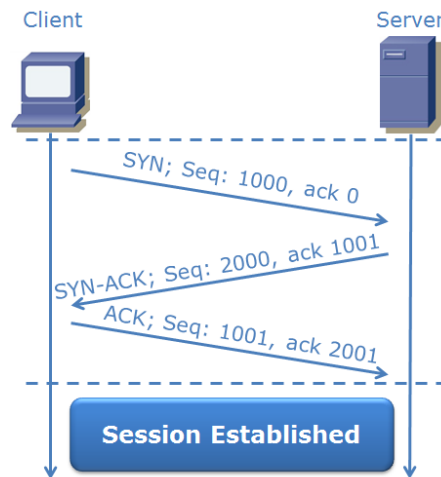 Client
Server
SYN; Seq: 1000, ack 0
SYN-ACK; Seq: 2000, ack 1001
ACK; Seq: 1001, ack 2001
Session Established